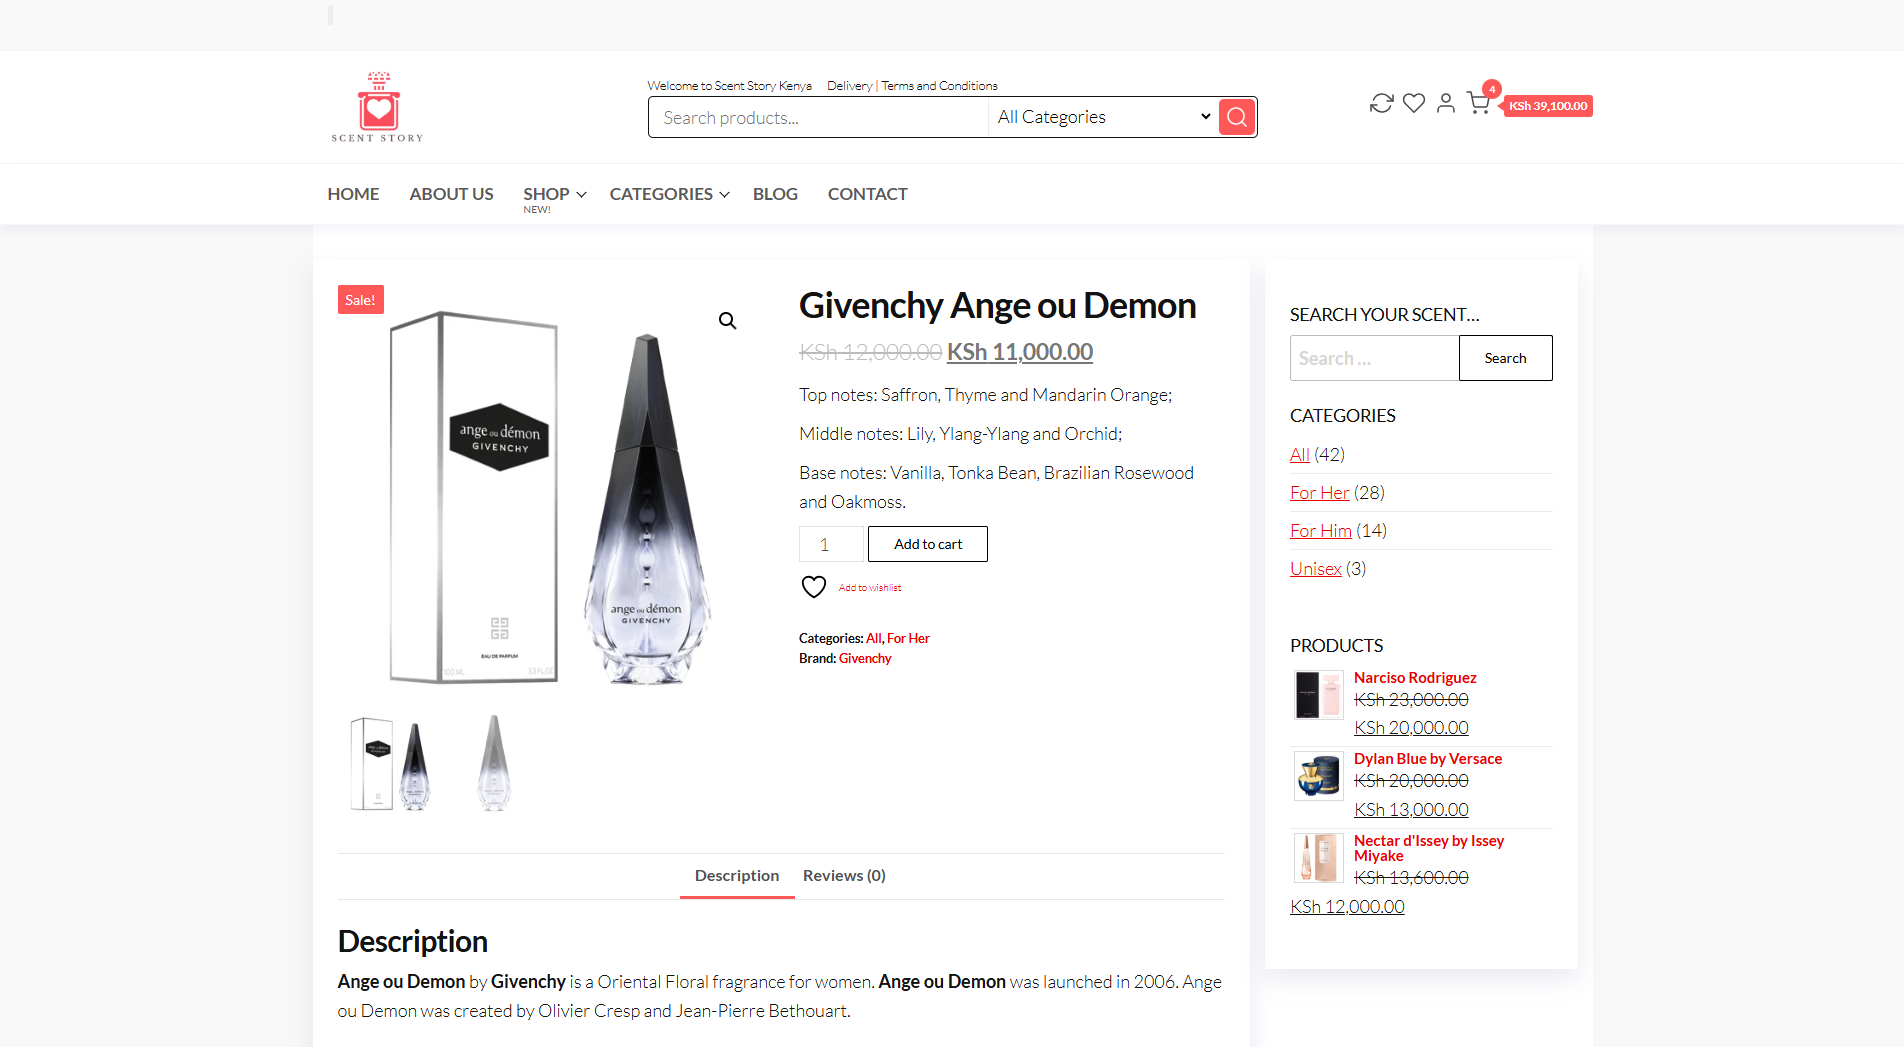 Welcome to Scent Story Kenya Delivery | Terms and Conditions
SCENT STORY
Search products...
All Categories
4
KSh 39,100.00
HOME
ABOUT US
SHOP
NEW!
CATEGORIES
BLOG
CONTACT
Sale!
ange ou démon
GIVENCHY
EAU DE PARFUM
100 ML
3.3 FL.OZ
ange ou démon
GIVENCHY
Givenchy Ange ou Demon
KSh 12,000.00 KSh 11,000.00
Top notes: Saffron, Thyme and Mandarin Orange;
Middle notes: Lily, Ylang-Ylang and Orchid;
Base notes: Vanilla, Tonka Bean, Brazilian Rosewood
and Oakmoss.
1
Add to cart
Add to wishlist
Categories: All, For Her
Brand: Givenchy
SEARCH YOUR SCENT...
Search ...
Search
CATEGORIES
All (42)
For Her (28)
For Him (14)
Unisex (3)
PRODUCTS
Narciso Rodriguez
KSh 23,000.00
KSh 20,000.00
Dylan Blue by Versace
KSh 20,000.00
KSh 13,000.00
Nectar d'Issey by Issey
Miyake
KSh 13,600.00
KSh 12,000.00
Description
Reviews (0)
Description
Ange ou Demon by Givenchy is a Oriental Floral fragrance for women. Ange ou Demon was launched in 2006. Ange
ou Demon was created by Olivier Cresp and Jean-Pierre Bethouart.